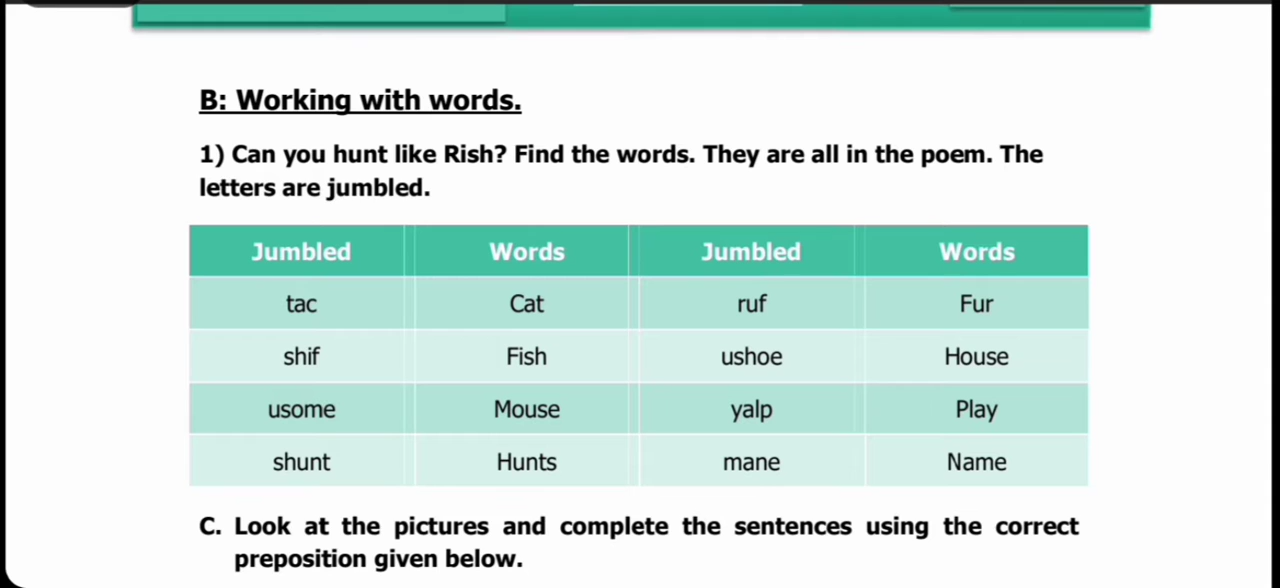 B: Working with words.
1) Can you hunt like Rish? Find the words. They are all in the poem. The
letters are jumbled.
Jumbled Words Jumbled Words
tac Cat ruf Fur
shif Fish ushoe House
usome Mouse yalp Play
shunt Hunts mane Name
C. Look at the pictures and complete the sentences using the correct
preposition given below.